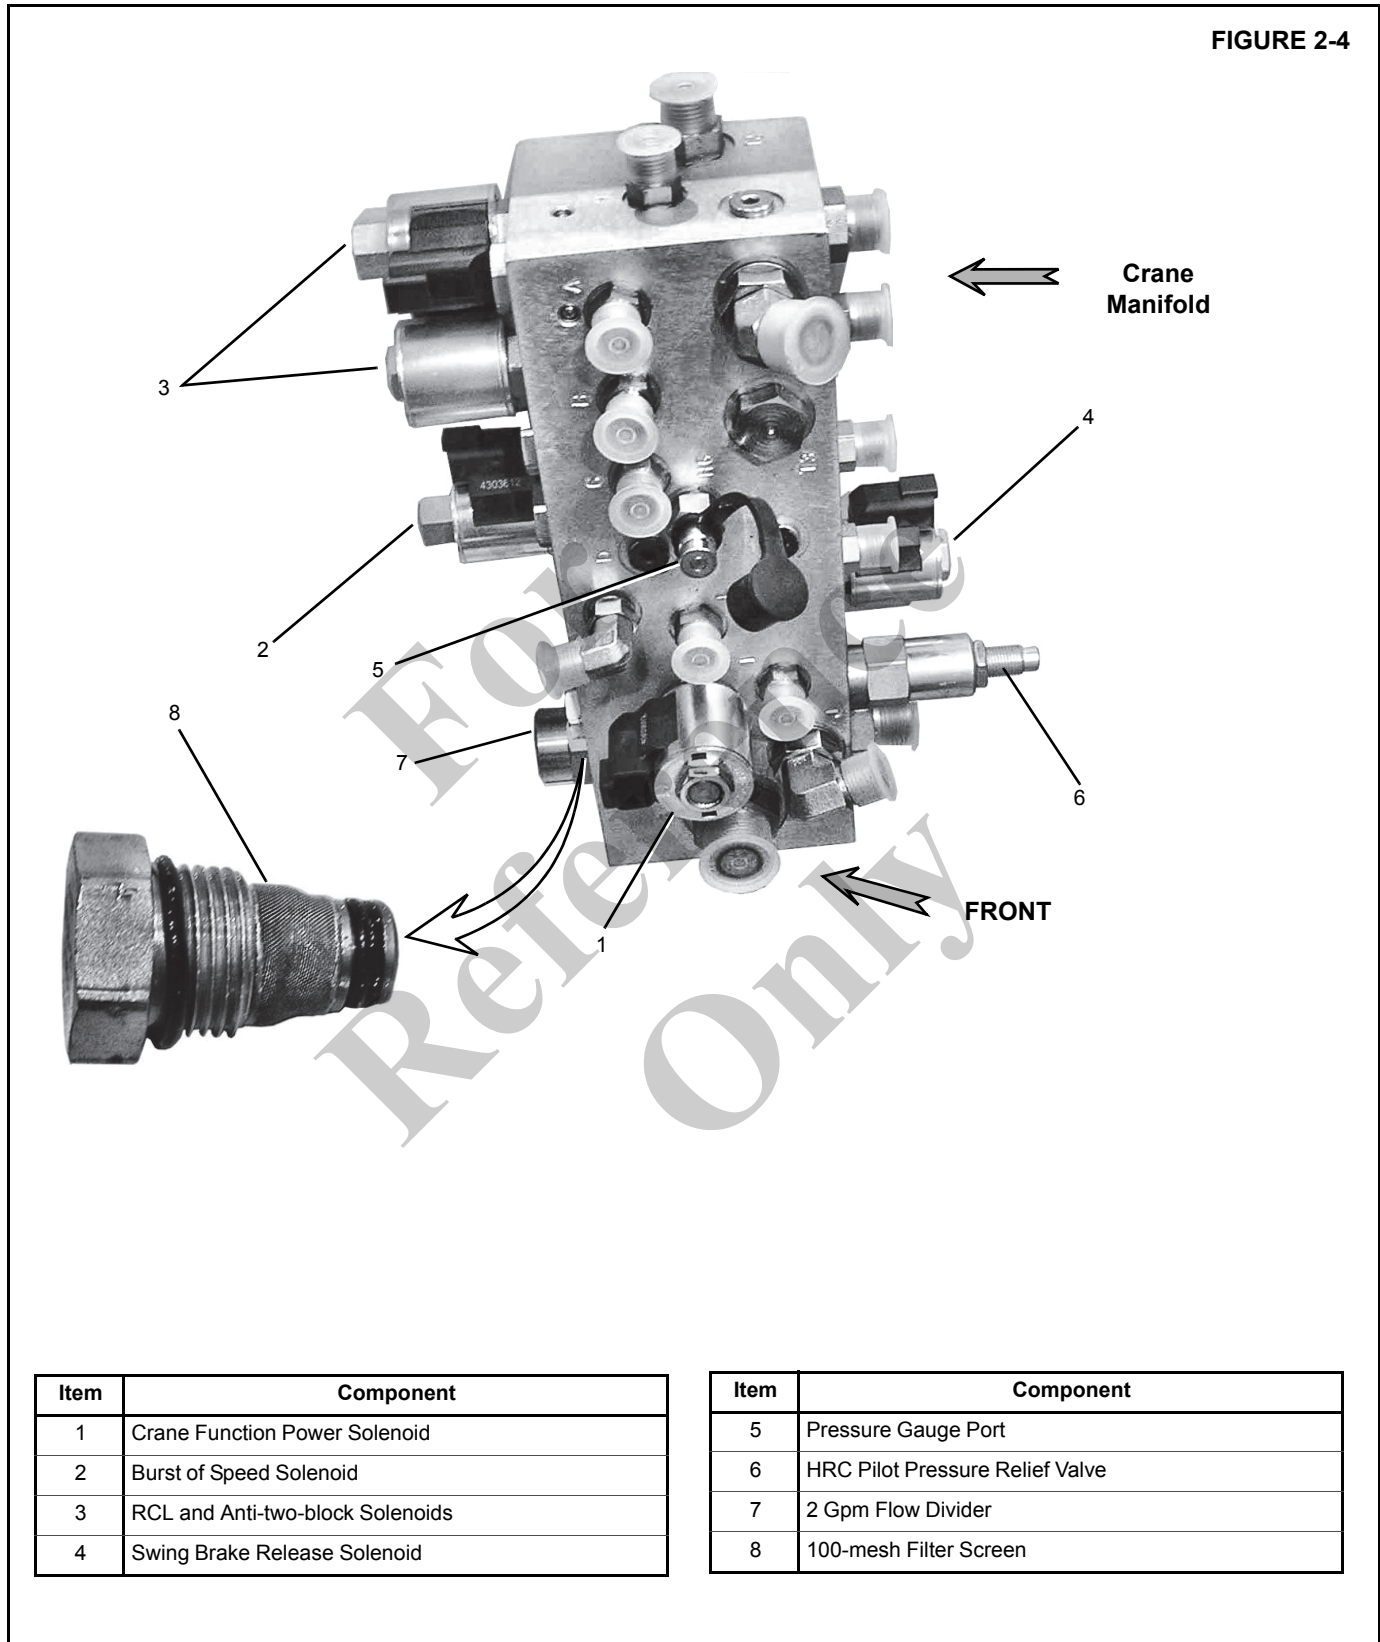 FIGURE 2-4
Crane
Manifold
3
4
4303612
2
5
8
7
6
1
FRONT
For
Reference
Only
Item Component
1 Crane Function Power Solenoid
2 Burst of Speed Solenoid
3 RCL and Anti-two-block Solenoids
4 Swing Brake Release Solenoid
Item Component
5 Pressure Gauge Port
6 HRC Pilot Pressure Relief Valve
7 2 Gpm Flow Divider
8 100-mesh Filter Screen